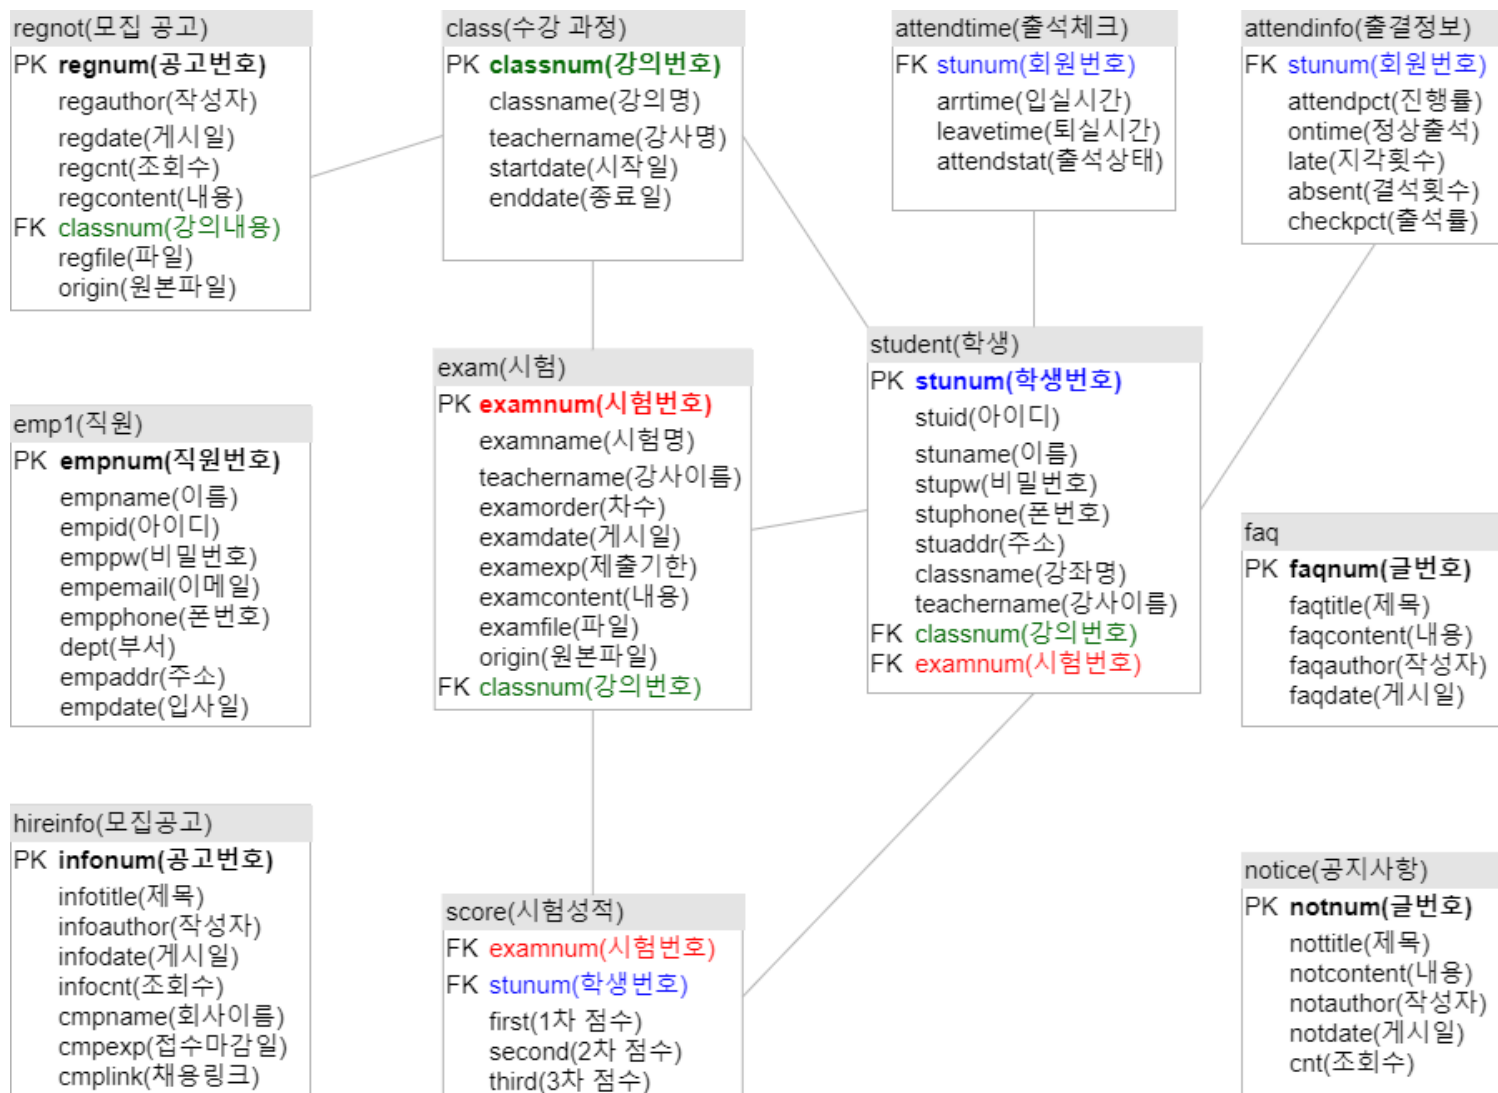 regnot(모집 공고)
PK regnum(공고번호)
regauthor(작성자)
regdate(게시일)
regcnt(조회수)
regcontent(내용)
FK classnum(강의내용)
regfile(파일)
origin(원본파일)
class(수강 과정)
PK classnum(강의번호)
classname(강의명)
teachername(강사명)
startdate(시작일)
enddate(종료일)
attendtime(출석체크)
FK stunum(회원번호)
arrtime(입실시간)
leavetime(퇴실시간)
attendstat(출석상태)
attendinfo(출결정보)
FK stunum(회원번호)
attendpct(진행률)
ontime(정상출석)
late(지각횟수)
absent(결석횟수)
checkpct(출석률)
emp1(직원)
PK empnum(직원번호)
empname(이름)
empid(아이디)
emppw(비밀번호)
empemail(이메일)
empphone(폰번호)
dept(부서)
empaddr(주소)
empdate(입사일)
exam(시험)
PK examnum(시험번호)
examname(시험명)
teachername(강사이름)
examorder(차수)
examdate(게시일)
examexp(제출기한)
examcontent(내용)
examfile(파일)
origin(원본파일)
FK classnum(강의번호)
student(학생)
PK stunum(학생번호)
stuid(아이디)
stuname(이름)
stupw(비밀번호)
stuphone(폰번호)
stuaddr(주소)
classname(강좌명)
teachername(강사이름)
FK classnum(강의번호)
FK examnum(시험번호)
faq
PK faqnum(글번호)
faqtitle(제목)
faqcontent(내용)
faqauthor(작성자)
faqdate(게시일)
hireinfo(모집공고)
PK infonum(공고번호)
infotitle(제목)
infoauthor(작성자)
infodate(게시일)
infocnt(조회수)
cmpname(회사이름)
cmpexp(접수마감일)
cmplink(채용링크)
score(시험성적)
FK examnum(시험번호)
FK stunum(학생번호)
first(1차 점수)
second(2차 점수)
third(3차 점수)
notice(공지사항)
PK notnum(글번호)
nottitle(제목)
notcontent(내용)
notauthor(작성자)
notdate(게시일)
cnt(조회수)